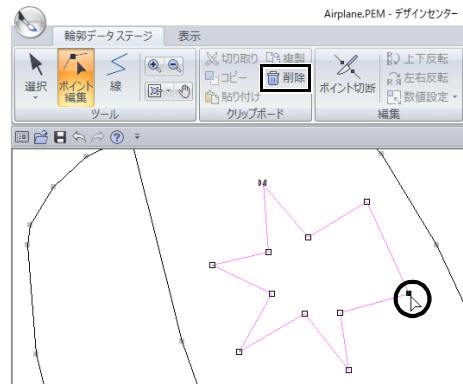 Airplane.PEM - デザインセンター
輪郭データステージ 表示
選択
ポイント編集
線
ツール
切り取り 複製
コピー 削除
貼り付け
クリップボード
ポイント切断
上下反転
左右反転
数値設定
編集